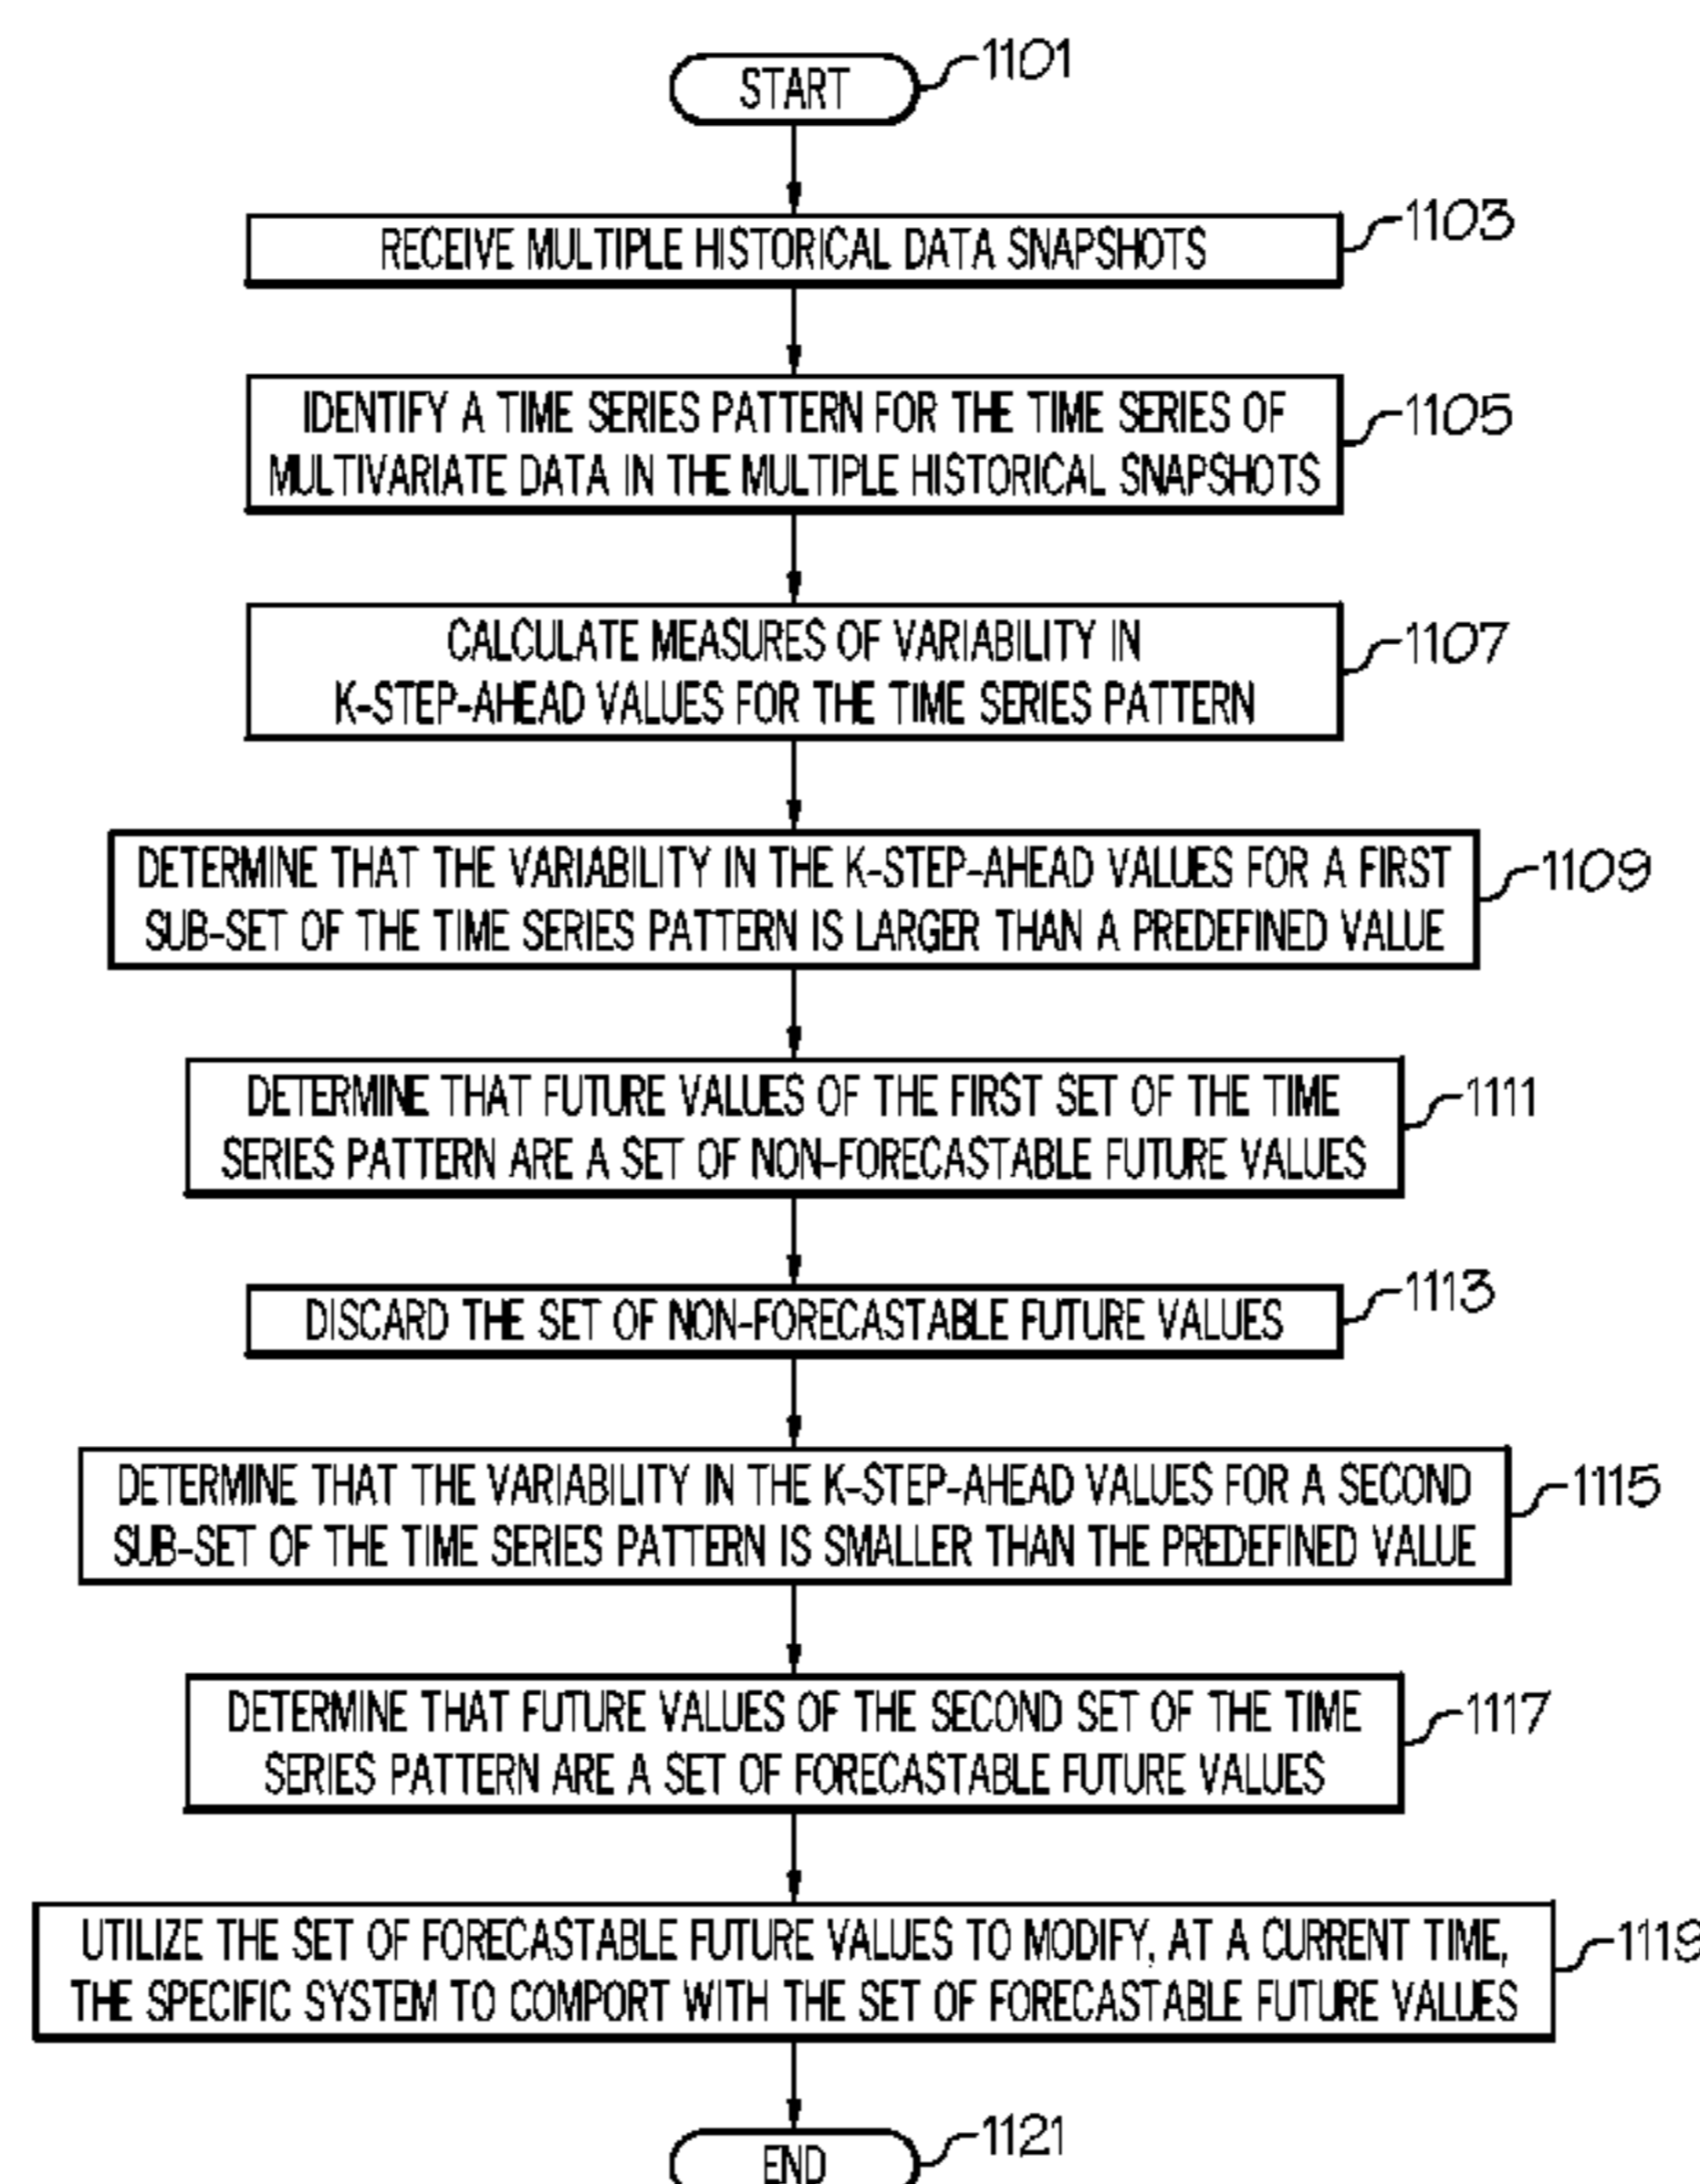 START
1101
RECEIVE MULTIPLE HISTORICAL DATA SNAPSHOTS
1103
IDENTIFY A TIME SERIES PATTERN FOR THE TIME SERIES OF
MULTIVARIATE DATA IN THE MULTIPLE HISTORICAL SNAPSHOTS
1105
CALCULATE MEASURES OF VARIABILITY IN
K-STEP-AHEAD VALUES FOR THE TIME SERIES PATTERN
1107
DETERMINE THAT THE VARIABILITY IN THE K-STEP-AHEAD VALUES FOR A FIRST
SUB-SET OF THE TIME SERIES PATTERN IS LARGER THAN A PREDEFINED VALUE
1109
DETERMINE THAT FUTURE VALUES OF THE FIRST SET OF THE TIME
SERIES PATTERN ARE A SET OF NON-FORECASTABLE FUTURE VALUES
1111
DISCARD THE SET OF NON-FORECASTABLE FUTURE VALUES
1113
DETERMINE THAT THE VARIABILITY IN THE K-STEP-AHEAD VALUES FOR A SECOND
SUB-SET OF THE TIME SERIES PATTERN IS SMALLER THAN THE PREDEFINED VALUE
1115
DETERMINE THAT FUTURE VALUES OF THE SECOND SET OF THE TIME
SERIES PATTERN ARE A SET OF FORECASTABLE FUTURE VALUES
1117
UTILIZE THE SET OF FORECASTABLE FUTURE VALUES TO MODIFY, AT A CURRENT TIME,
THE SPECIFIC SYSTEM TO COMPORT WITH THE SET OF FORECASTABLE FUTURE VALUES
1119
END
1121